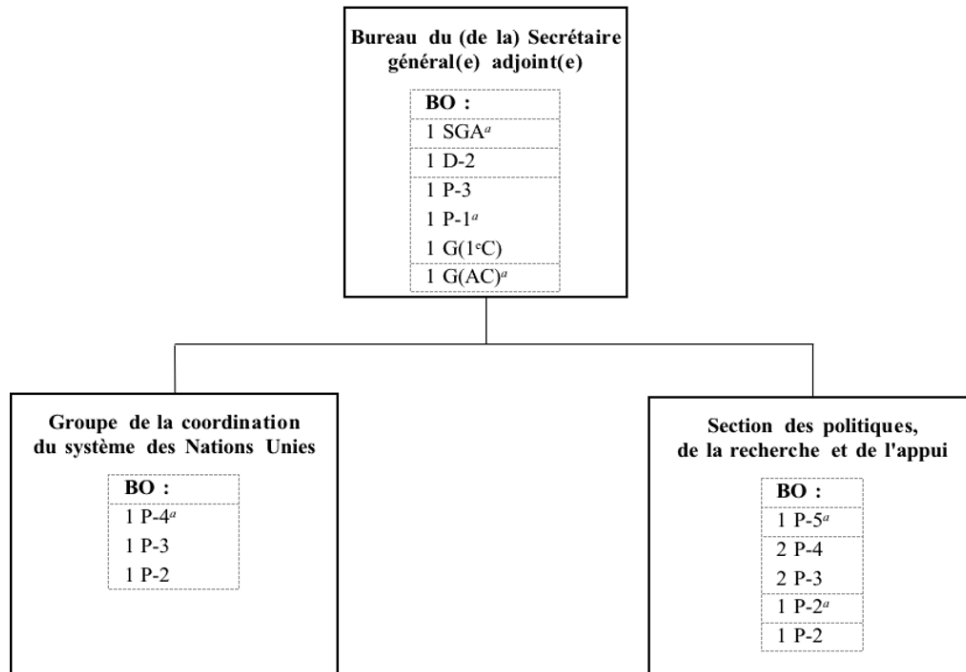 Bureau du (de la) Secrétaire
général(e) adjoint(e)
BO :
1 SGAᵃ
1 D-2
1 P-3
1 P-1ᵃ
1 G(1ᵉC)
1 G(AC)ᵃ
Groupe de la coordination
du système des Nations Unies
BO :
1 P-4ᵃ
1 P-3
1 P-2
Section des politiques,
de la recherche et de l'appui
BO :
1 P-5ᵃ
2 P-4
2 P-3
1 P-2ᵃ
1 P-2